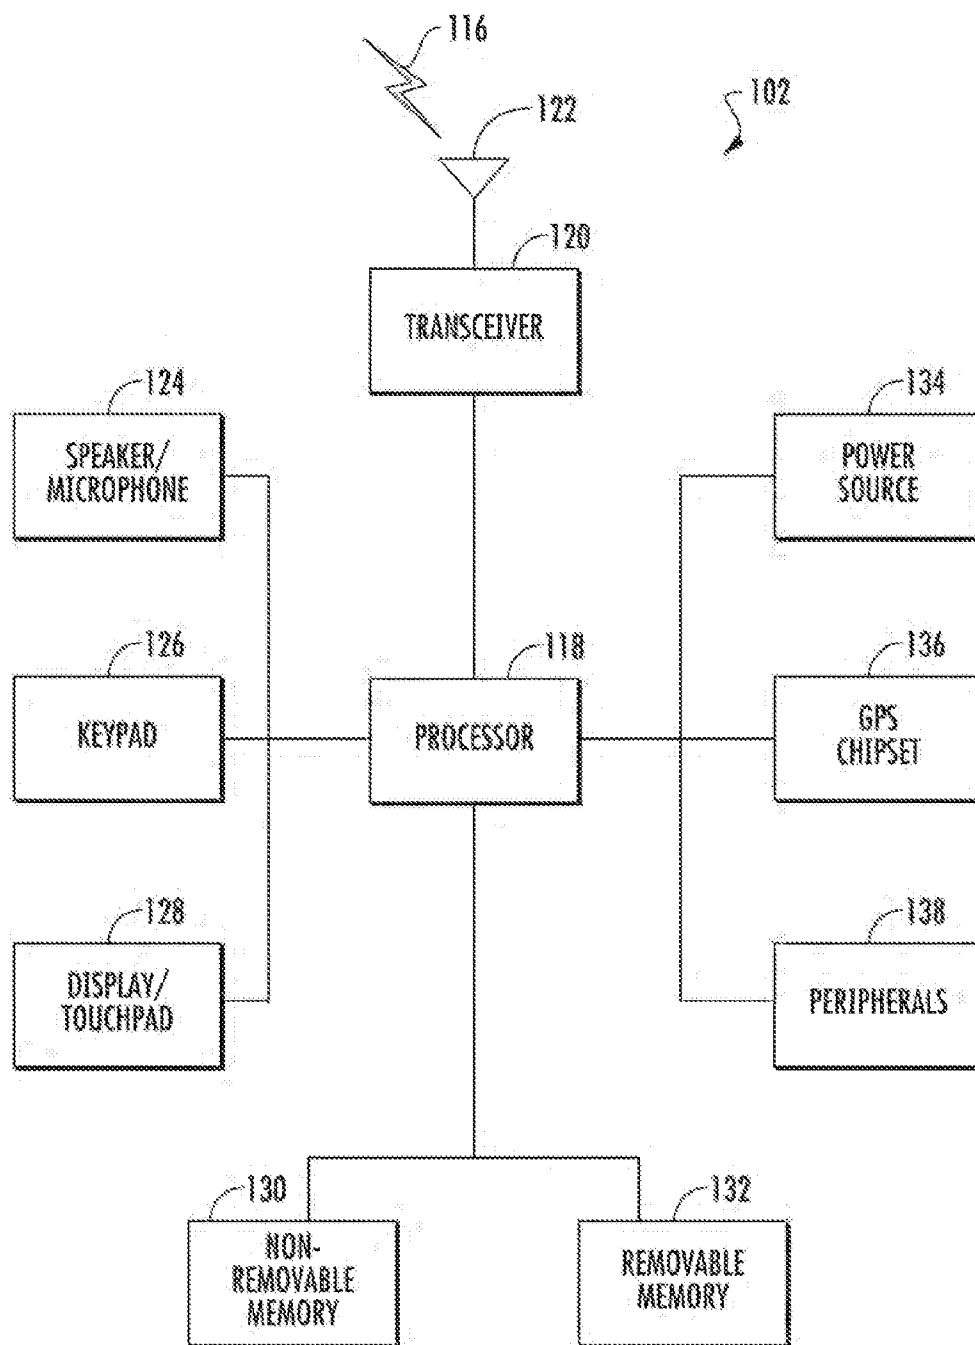 116
102
122
120
TRANSCEIVER
124
SPEAKER/
MICROPHONE
134
POWER
SOURCE
126
KEYPAD
118
PROCESSOR
136
GPS
CHIPSET
128
DISPLAY/
TOUCHPAD
138
PERIPHERALS
130
NON-
REMOVABLE
MEMORY
132
REMOVABLE
MEMORY